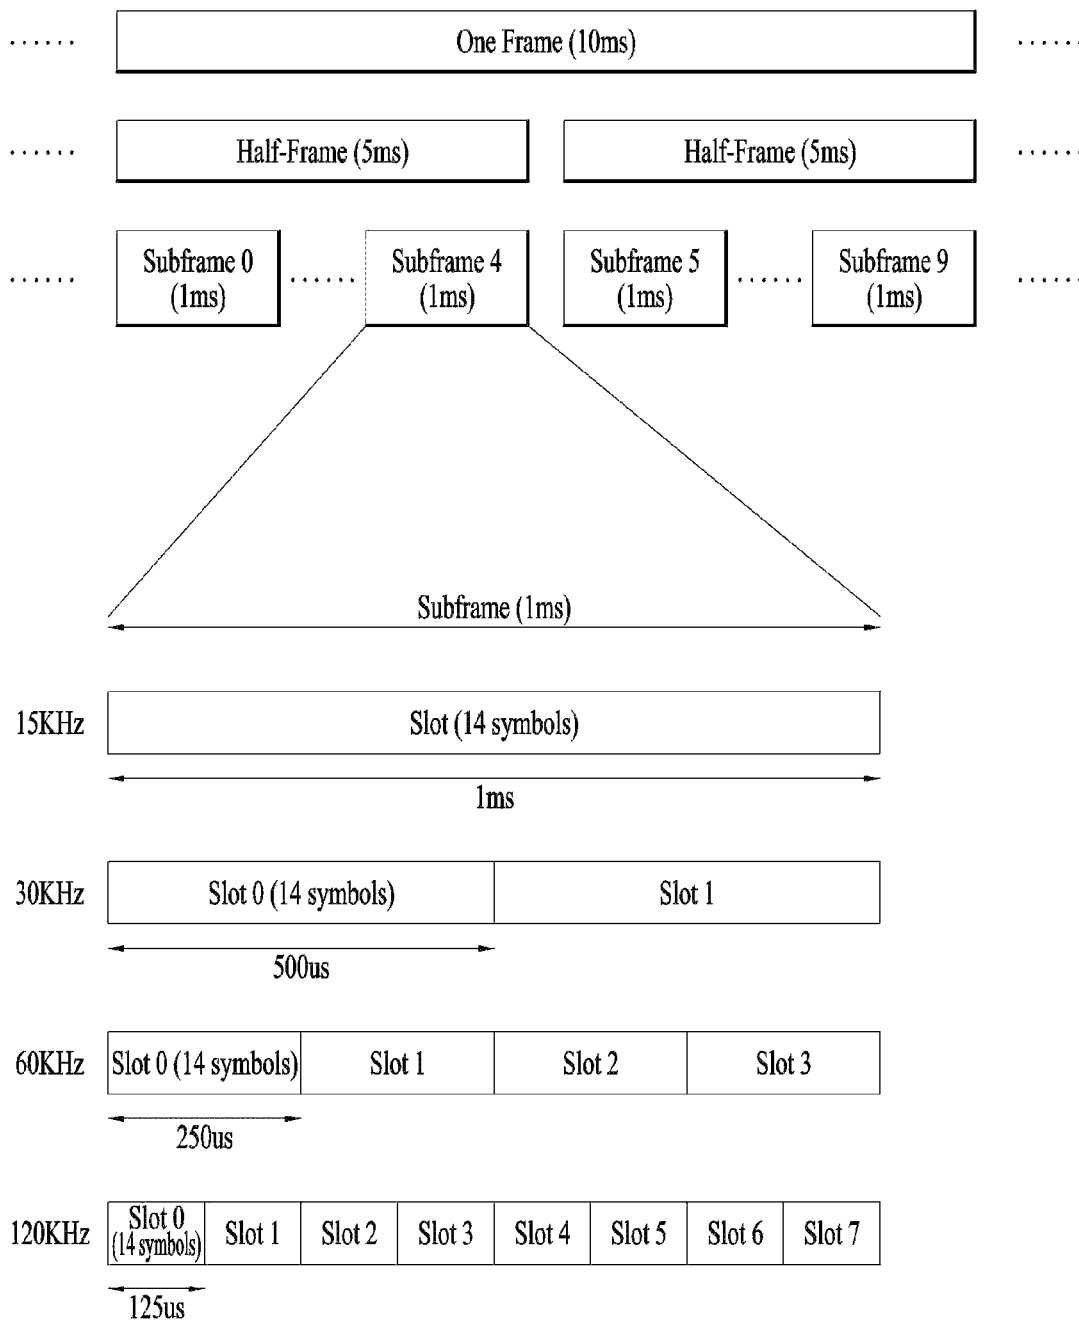 ...... One Frame (10ms) ......
...... Half-Frame (5ms) Half-Frame (5ms) ......
Subframe 0 Subframe 4 Subframe 5 Subframe 9
...... (1ms) ...... (1ms) (1ms) ...... (1ms) ......
Subframe (1ms)
15KHz Slot (14 symbols)
1ms
30KHz Slot 0 (14 symbols) Slot 1
500us
60KHz Slot 0 (14 symbols) Slot 1 Slot 2 Slot 3
250us
120KHz Slot 0 (14 symbols) Slot 1 Slot 2 Slot 3 Slot 4 Slot 5 Slot 6 Slot 7
125us